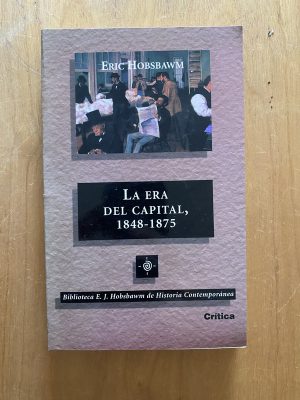 ERIC HOBSBAWM
LA ERA
DEL CAPITAL,
1848-1875
Biblioteca E. J. Hobsbawm de Historia Contemporánea
Crítica